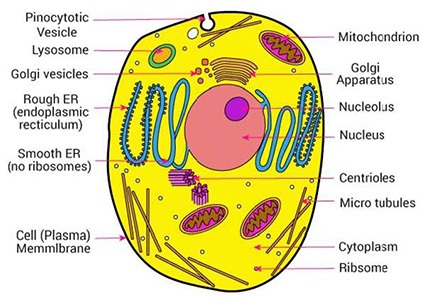 Pinocytotic
Vesicle
Lysosome
Golgi vesicles
Rough ER
(endoplasmic
recticulum)
Smooth ER
(no ribosomes)
Cell (Plasma)
Memmlbrane
Mitochondrion
Golgi
Apparatus
Nucleolus
Nucleus
Centrioles
Micro tubules
Cytoplasm
Ribsome